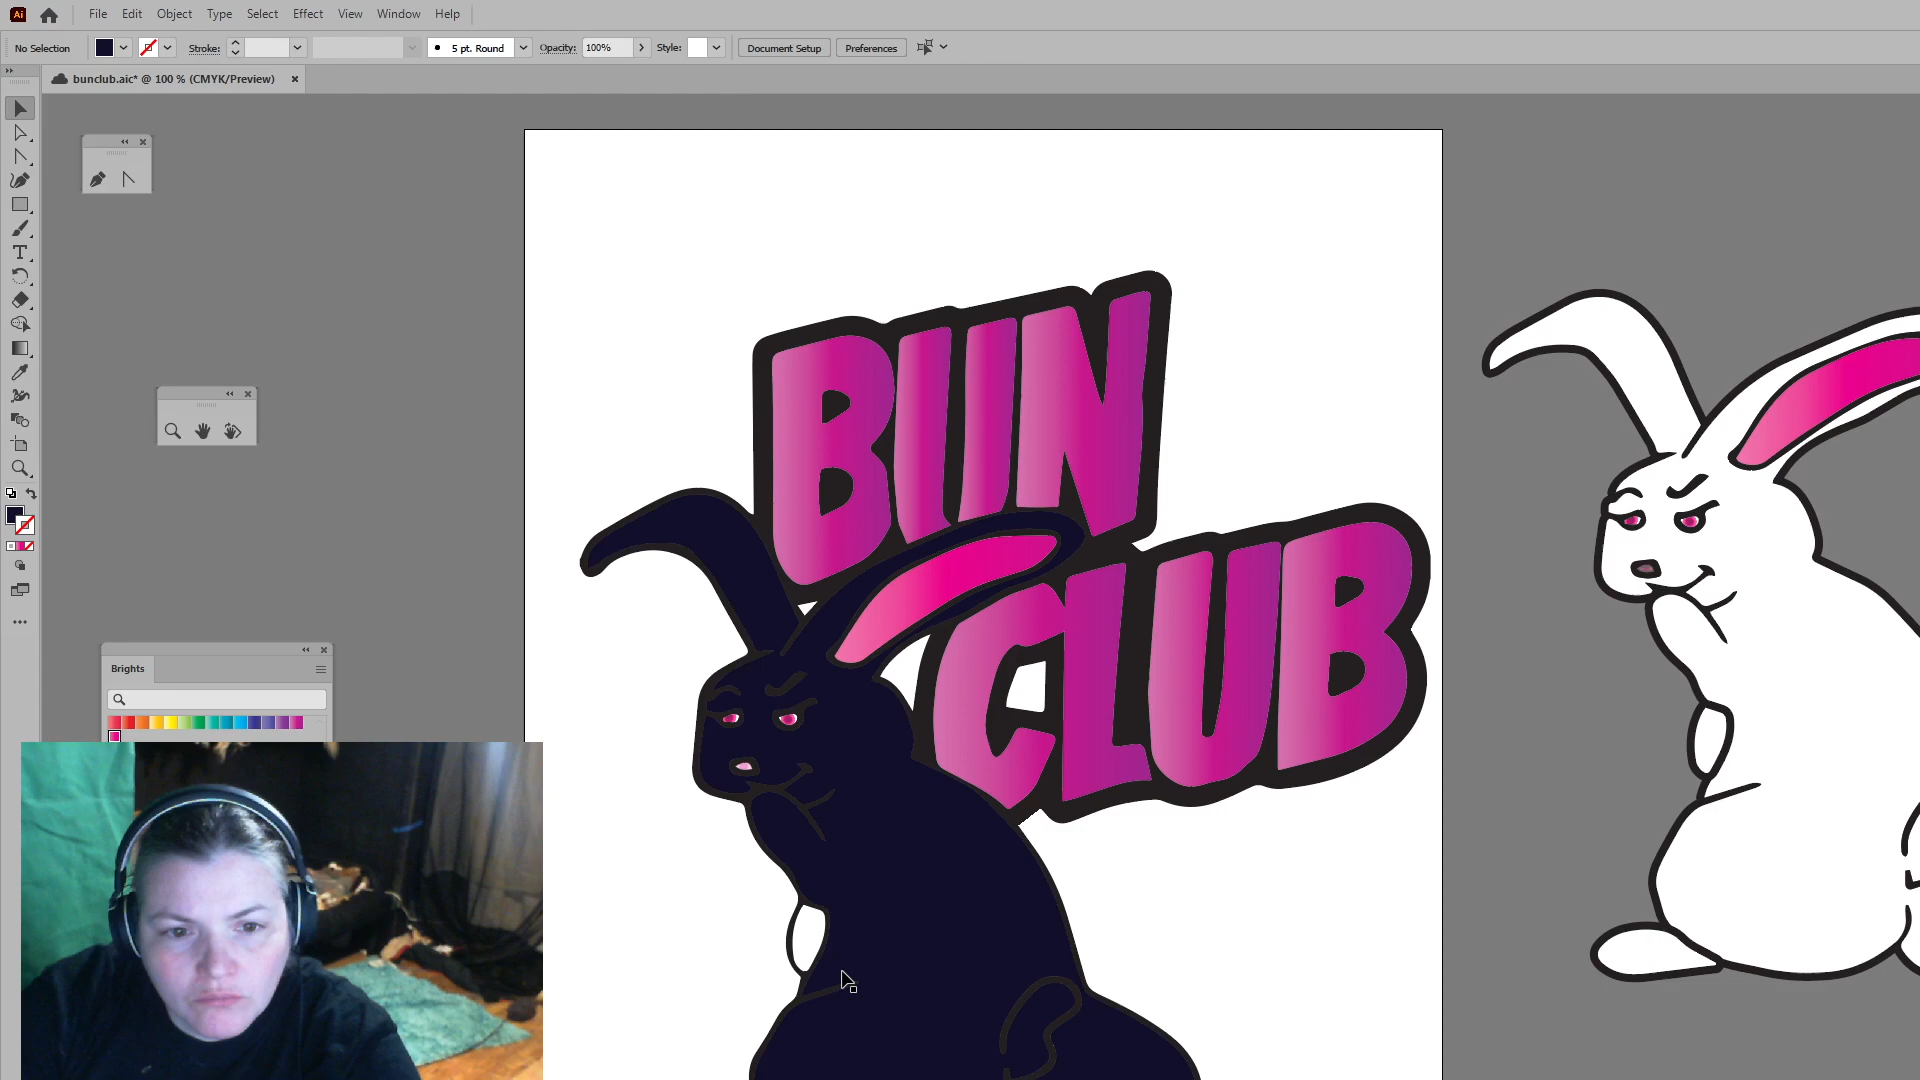 Ai File Edit Object Type Select Effect View Window Help
No Selection Stroke: 5 pt. Round Opacity: 100% Style: Document Setup Preferences
bunclub.aic* @ 100 % (CMYK/Preview)
BUN
CLUB
Brights